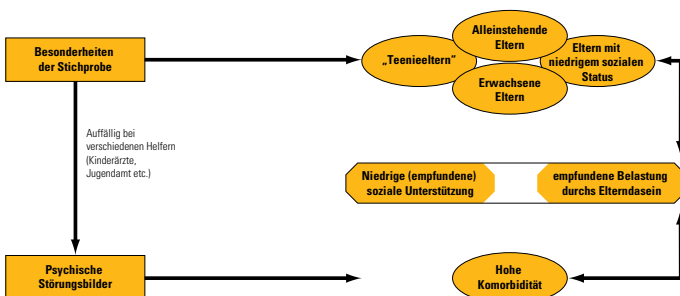 Besonderheiten
der Stichprobe
„Teenieeltern“
Alleinstehende
Eltern
Erwachsene
Eltern
Eltern mit
niedrigem sozialen
Status
Auffällig bei
verschiedenen Helfern
(Kinderärzte,
Jugendamt etc.)
Niedrige (empfundene)
soziale Unterstützung
empfundene Belastung
durchs Elterndasein
Psychische
Störungsbilder
Hohe
Komorbidität